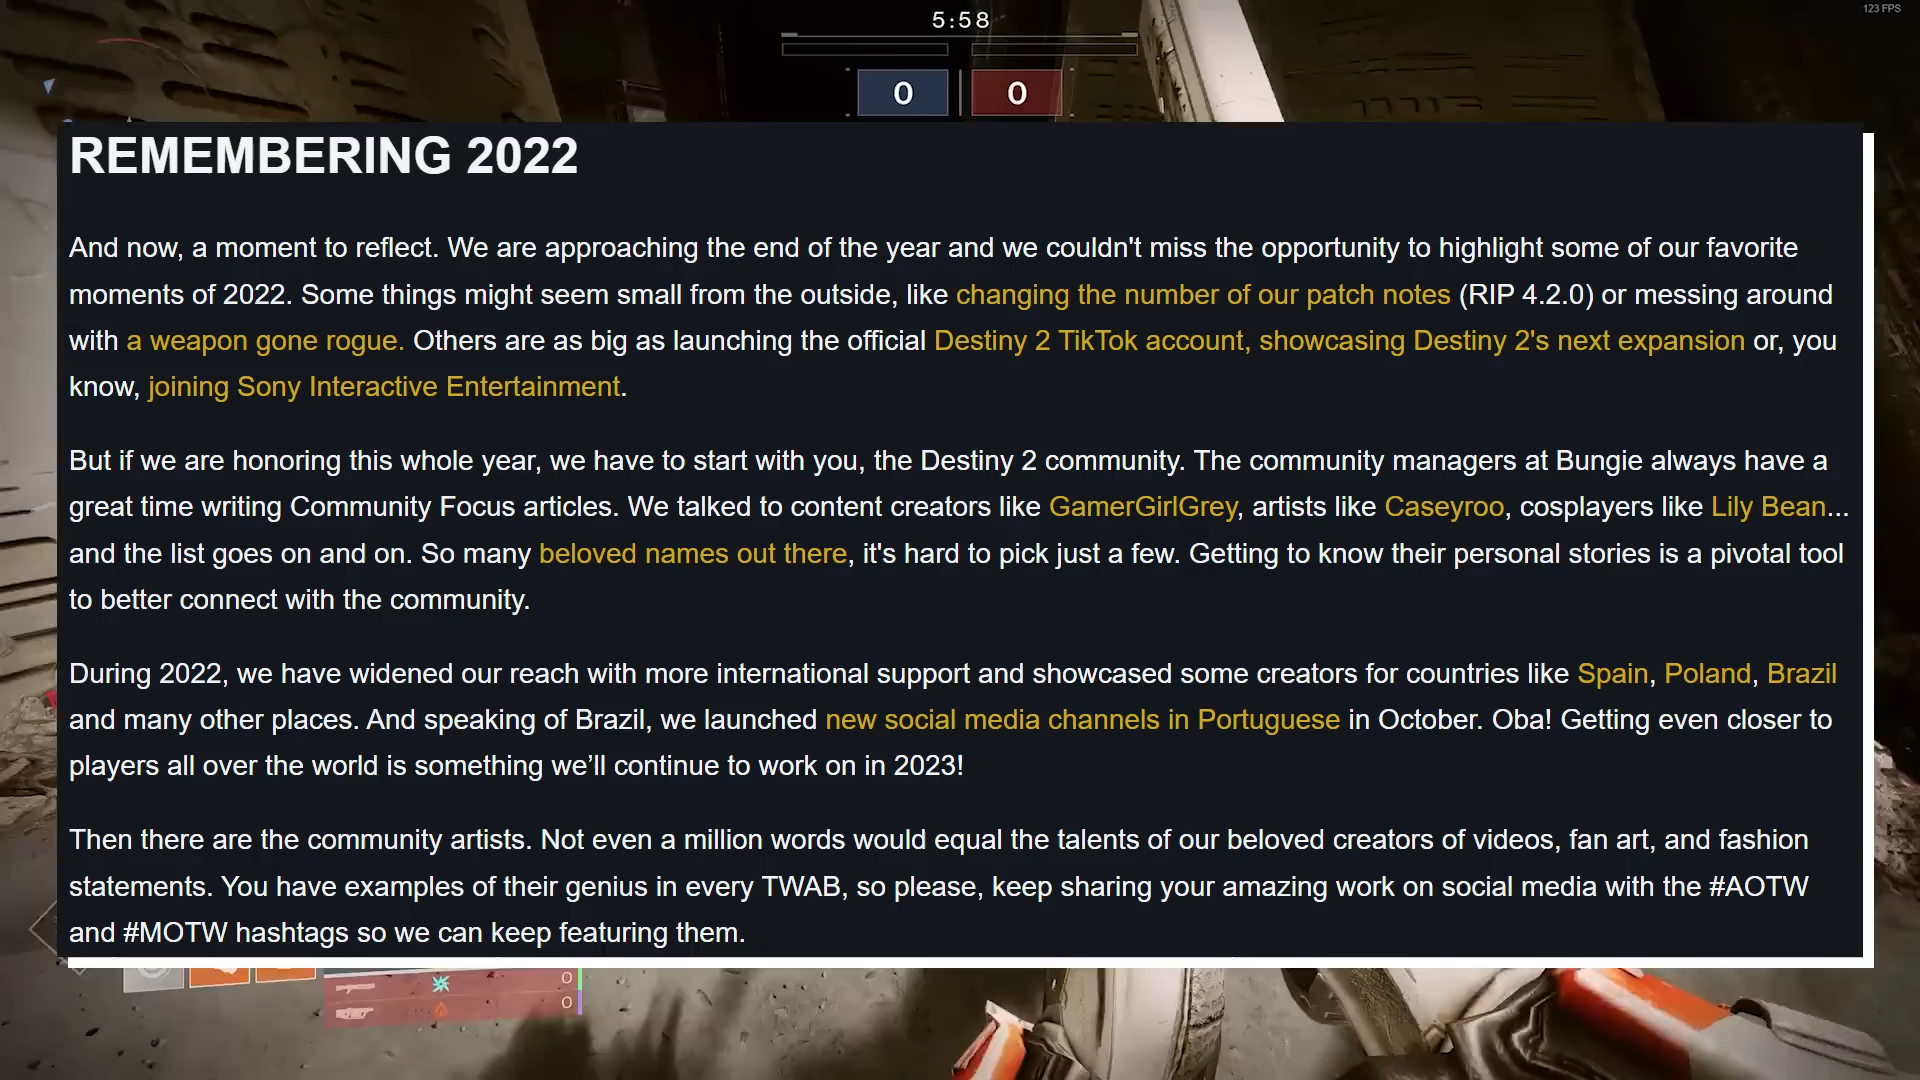 123 FPS
5:58
0 0
REMEMBERING 2022
And now, a moment to reflect. We are approaching the end of the year and we couldn't miss the opportunity to highlight some of our favorite
moments of 2022. Some things might seem small from the outside, like changing the number of our patch notes (RIP 4.2.0) or messing around
with a weapon gone rogue. Others are as big as launching the official Destiny 2 TikTok account, showcasing Destiny 2's next expansion or, you
know, joining Sony Interactive Entertainment.
But if we are honoring this whole year, we have to start with you, the Destiny 2 community. The community managers at Bungie always have a
great time writing Community Focus articles. We talked to content creators like GamerGirlGrey, artists like Caseyroo, cosplayers like Lily Bean...
and the list goes on and on. So many beloved names out there, it's hard to pick just a few. Getting to know their personal stories is a pivotal tool
to better connect with the community.
During 2022, we have widened our reach with more international support and showcased some creators for countries like Spain, Poland, Brazil
and many other places. And speaking of Brazil, we launched new social media channels in Portuguese in October. Oba! Getting even closer to
players all over the world is something we’ll continue to work on in 2023!
Then there are the community artists. Not even a million words would equal the talents of our beloved creators of videos, fan art, and fashion
statements. You have examples of their genius in every TWAB, so please, keep sharing your amazing work on social media with the #AOTW
and #MOTW hashtags so we can keep featuring them.
0
0